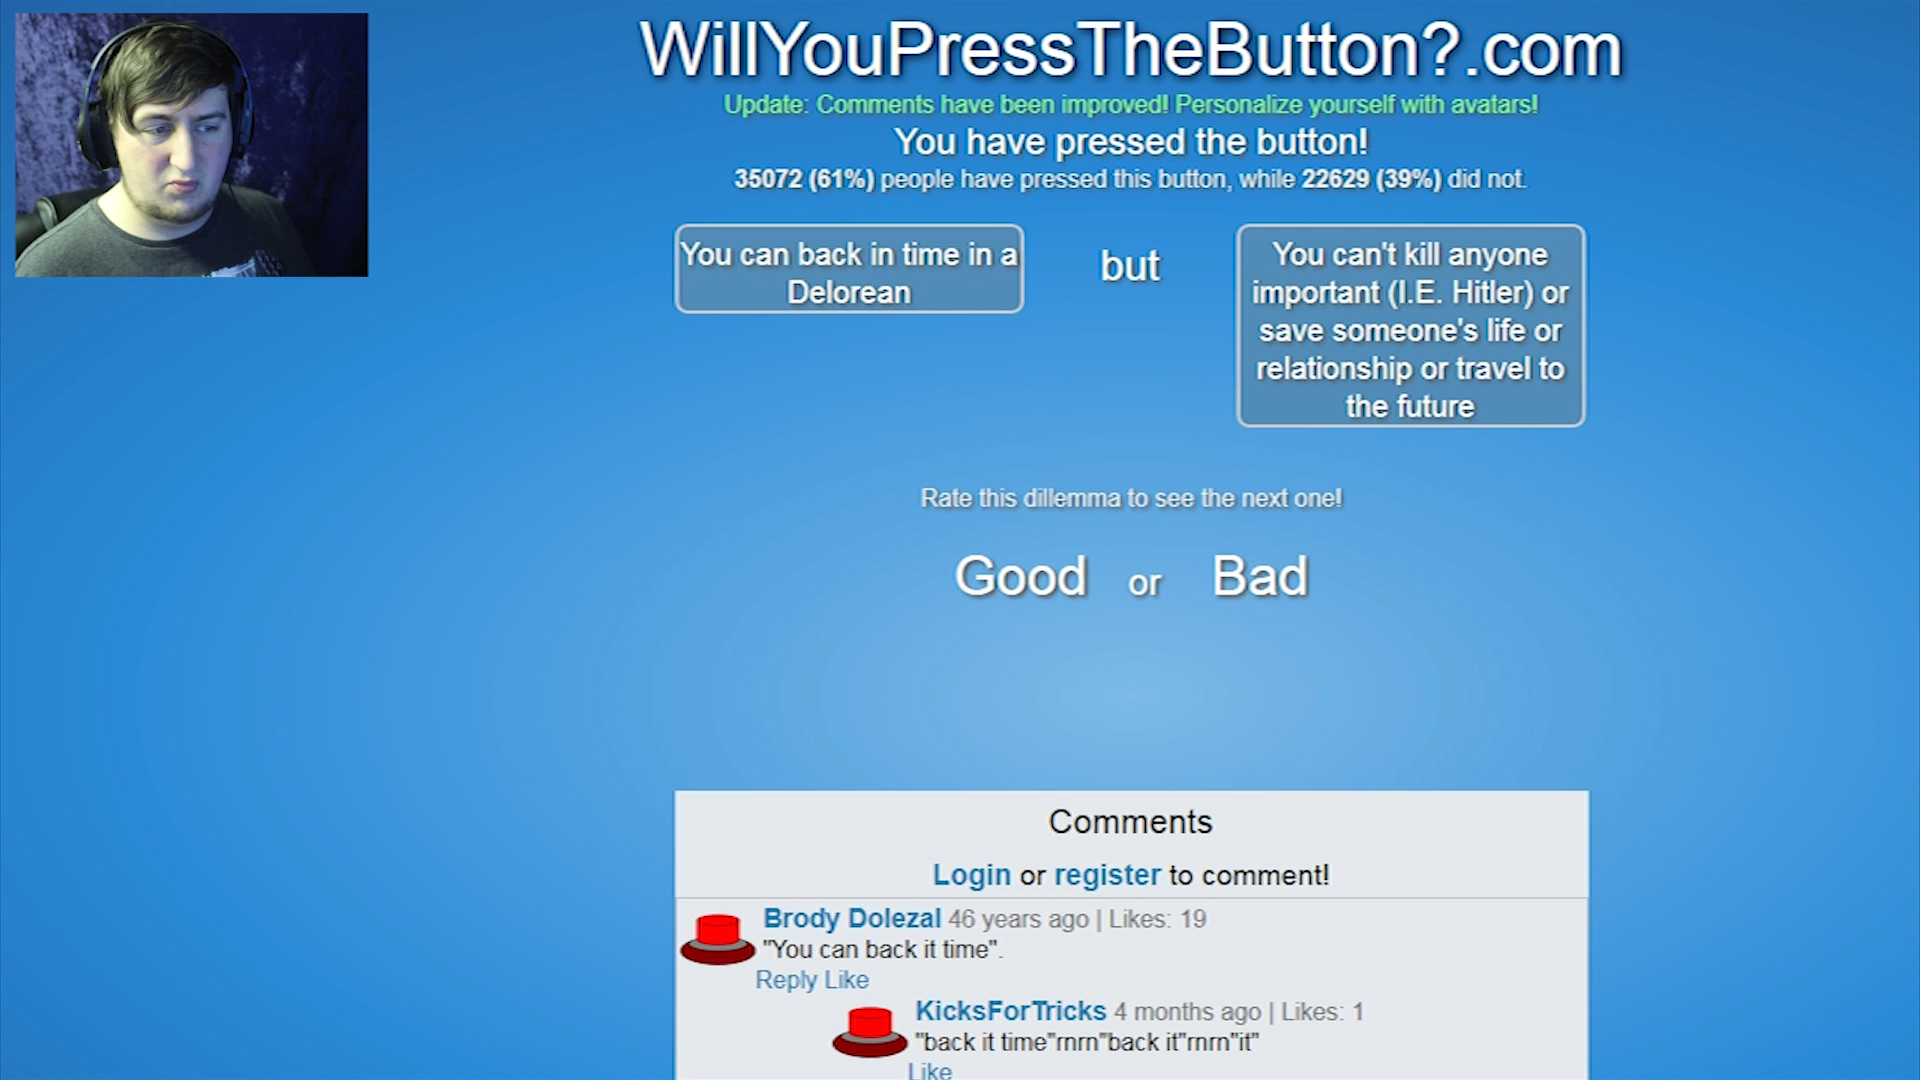 WillYouPressTheButton?.com
Update: Comments have been improved! Personalize yourself with avatars!
You have pressed the button!
35072 (61%) people have pressed this button, while 22629 (39%) did not.
You can back in time in a
Delorean
but
You can't kill anyone
important (I.E. Hitler) or
save someone's life or
relationship or travel to
the future
Rate this dillemma to see the next one!
Good or Bad
Comments
Login or register to comment!
Brody Dolezal 46 years ago | Likes: 19
"You can back it time".
Reply Like
KicksForTricks 4 months ago | Likes: 1
"back it time"rnrn"back it"rnrn"it"
Like